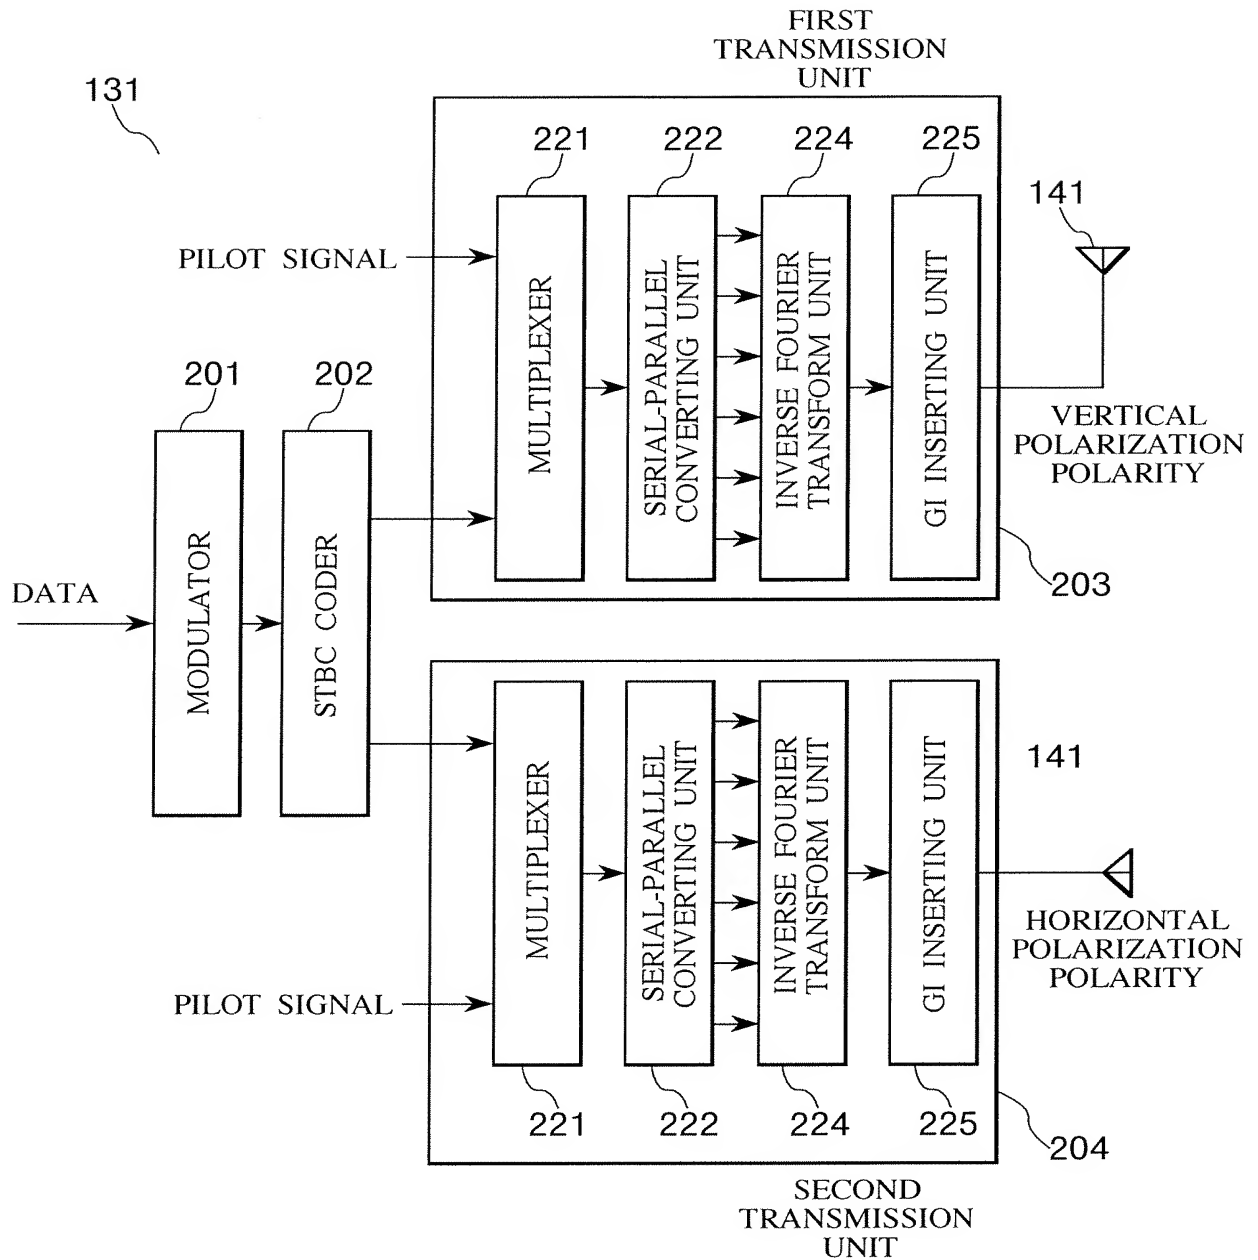 FIRST
TRANSMISSION
UNIT
131
221
222
224
225
141
PILOT SIGNAL
MULTIPLEXER
SERIAL-PARALLEL
CONVERTING UNIT
INVERSE FOURIER
TRANSFORM UNIT
GI INSERTING UNIT
VERTICAL
POLARIZATION
POLARITY
203
201
202
DATA
MODULATOR
STBC CODER
MULTIPLEXER
SERIAL-PARALLEL
CONVERTING UNIT
INVERSE FOURIER
TRANSFORM UNIT
GI INSERTING UNIT
141
HORIZONTAL
POLARIZATION
POLARITY
PILOT SIGNAL
221
222
224
225
204
SECOND
TRANSMISSION
UNIT